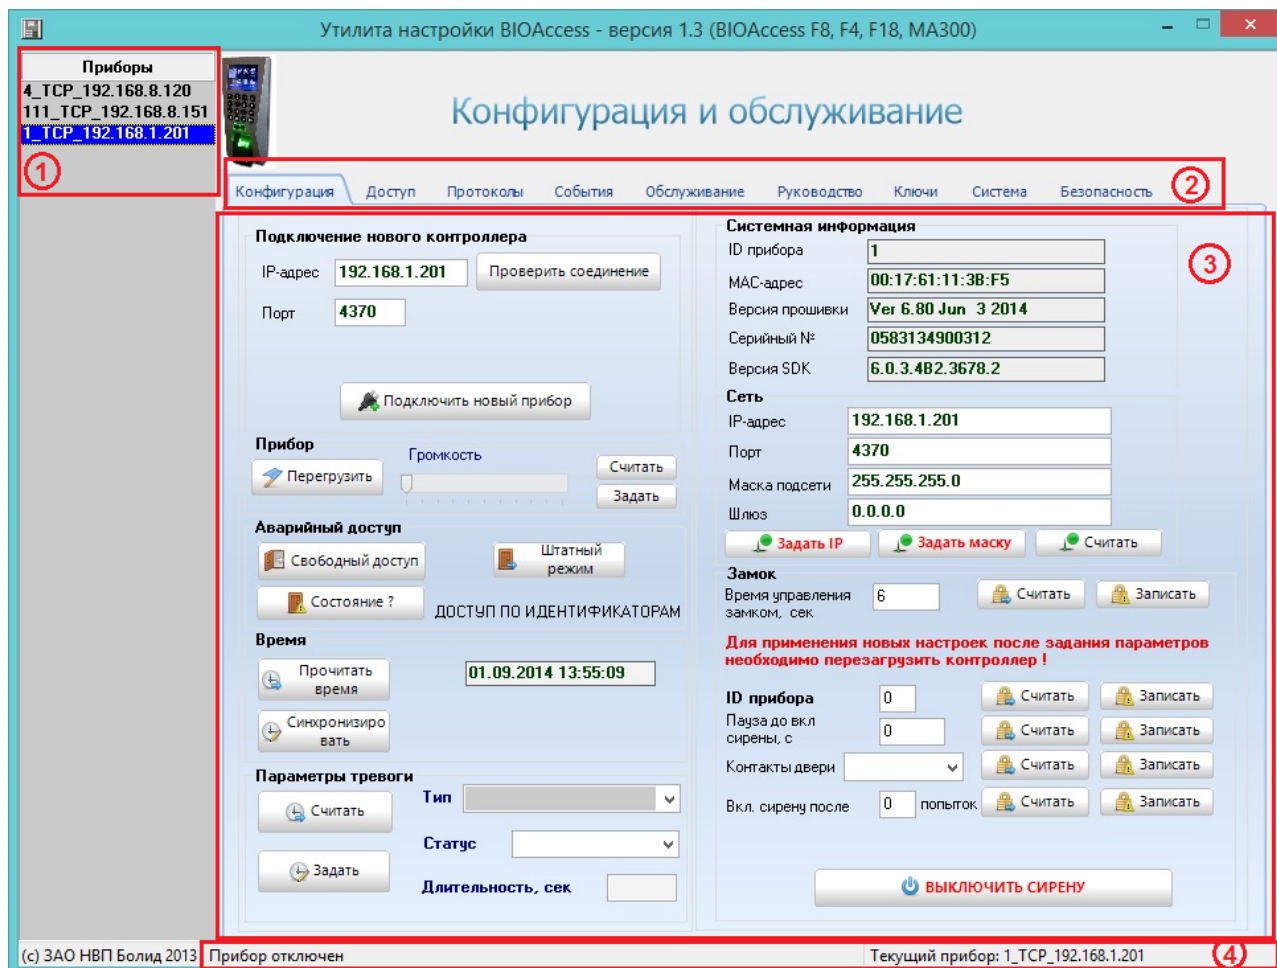 Утилита настройки BIOAccess - версия 1.3 (BIOAccess F8, F4, F18, MA300)
Приборы
4_TCP_192.168.8.120
111_TCP_192.168.8.151
1_TCP_192.168.1.201
1
Конфигурация и обслуживание
Конфигурация Доступ Протоколы События Обслуживание Руководство Ключи Система Безопасность
2
3
Подключение нового контроллера
IP-адрес 192.168.1.201 Проверить соединение
Порт 4370
Подключить новый прибор
Прибор
Перегрузить
Громкость
Считать
Задать
Аварийный доступ
Свободный доступ
Штатный
режим
Состояние ?
ДОСТУП ПО ИДЕНТИФИКАТОРАМ
Время
Прочитать
время
01.09.2014 13:55:09
Синхронизиро
вать
Параметры тревоги
Считать
Тип
Статус
Задать
Длительность, сек
Системная информация
ID прибора 1
MAC-адрес 00:17:61:11:3B:F5
Версия прошивки Ver 6.80 Jun 3 2014
Серийный № 0583134900312
Версия SDK 6.0.3.4B2.3678.2
Сеть
IP-адрес 192.168.1.201
Порт 4370
Маска подсети 255.255.255.0
Шлюз 0.0.0.0
Задать IP Задать маску Считать
Замок
Время управления
замком, сек
6 Считать Записать
Для применения новых настроек после задания параметров
необходимо перезагрузить контроллер !
ID прибора 0 Считать Записать
Пауза до вкл
сирены, с
0 Считать Записать
Контакты двери Считать Записать
Вкл. сирену после 0 попыток Считать Записать
ВЫКЛЮЧИТЬ СИРЕНУ
(c) ЗАО НВП Болид 2013 Прибор отключен Текущий прибор: 1_TCP_192.168.1.201
4